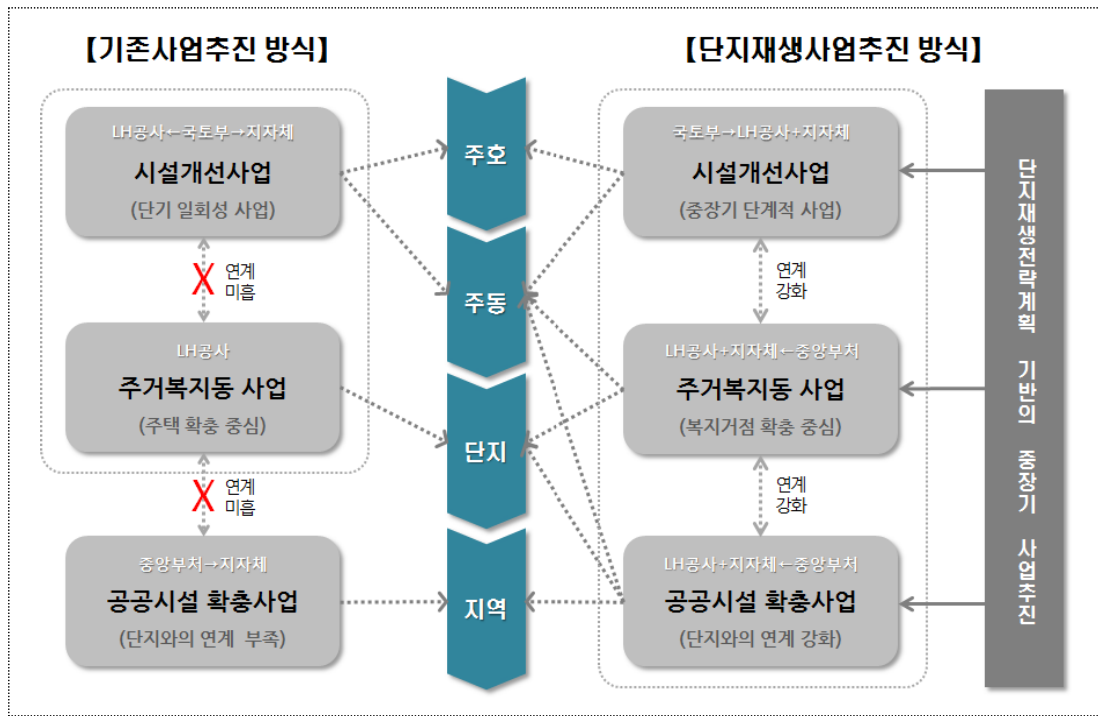 【기존사업추진 방식】
【단지재생사업추진 방식】
LH공사←국토부→지자체
시설개선사업
(단기 일회성 사업)
X
연계
미흡
LH공사
주거복지동 사업
(주택 확충 중심)
X
연계
미흡
중앙부처→지자체
공공시설 확충사업
(단지와의 연계 부족)
주호
주동
단지
지역
국토부→LH공사+지자체
시설개선사업
(중장기 단계적 사업)
연계
강화
LH공사+지자체←중앙부처
주거복지동 사업
(복지거점 확충 중심)
연계
강화
LH공사+지자체←중앙부처
공공시설 확충사업
(단지와의 연계 강화)
단지재생전략계획 기반의 중장기 사업추진